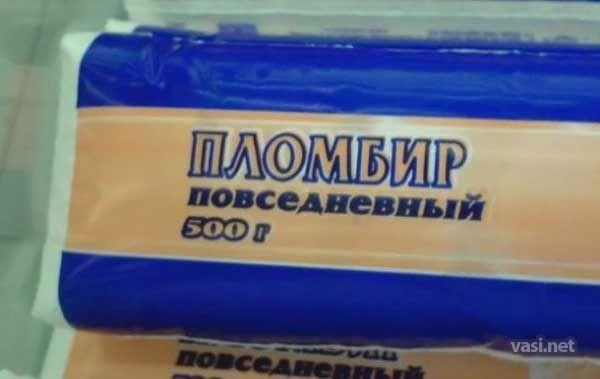 ПЛОМБИР
повседневный
500 г
повседневный
vasi.net